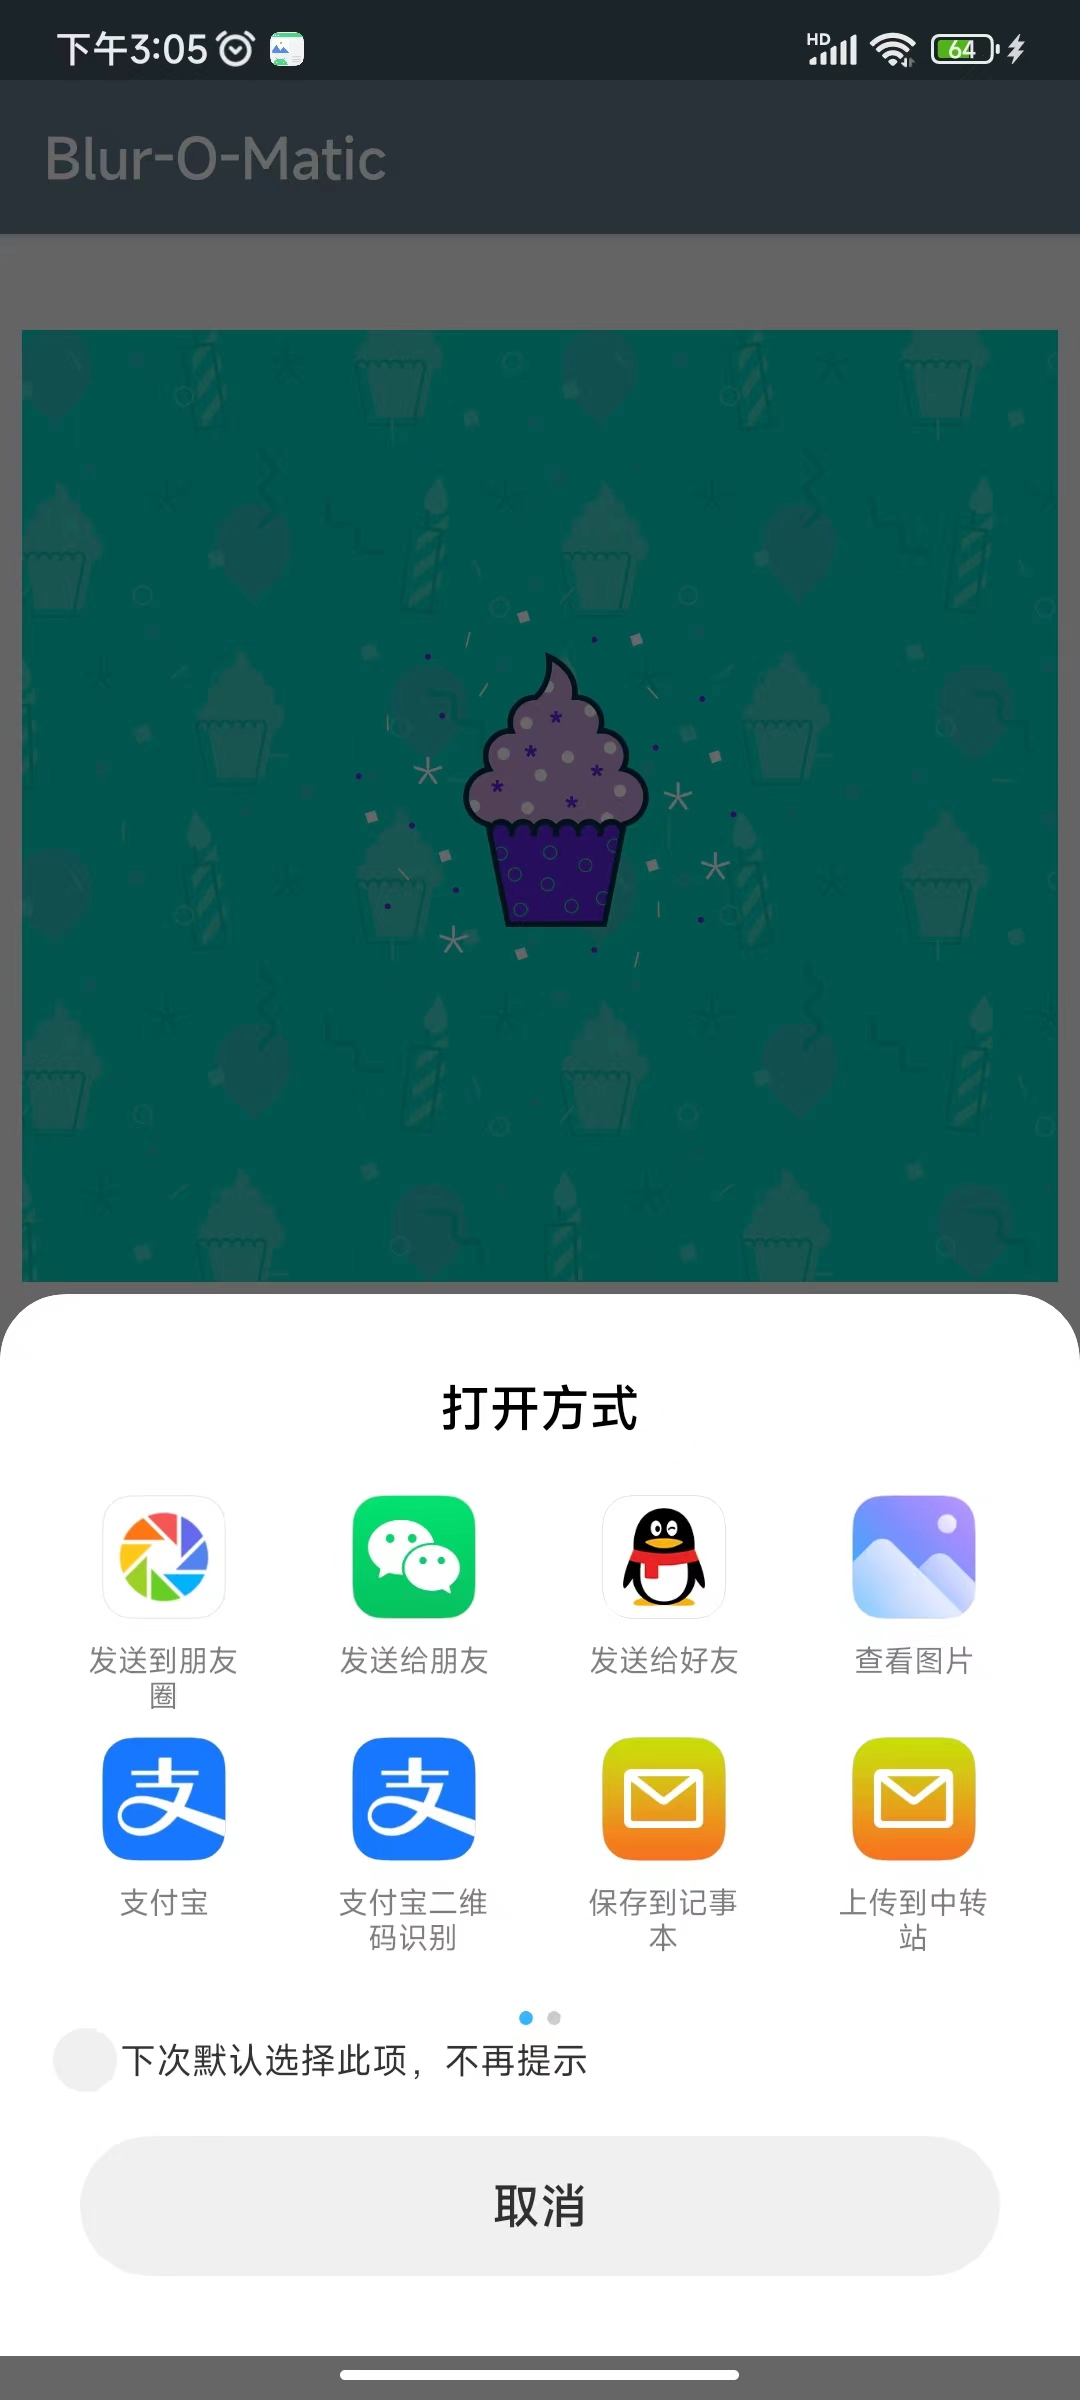 下午3:05
HD
64
Blur-O-Matic
打开方式
发送到朋友
圈
发送给朋友
发送给好友
查看图片
支
支
支付宝
支付宝二维
码识别
保存到记事
本
上传到中转
站
下次默认选择此项，不再提示
取消